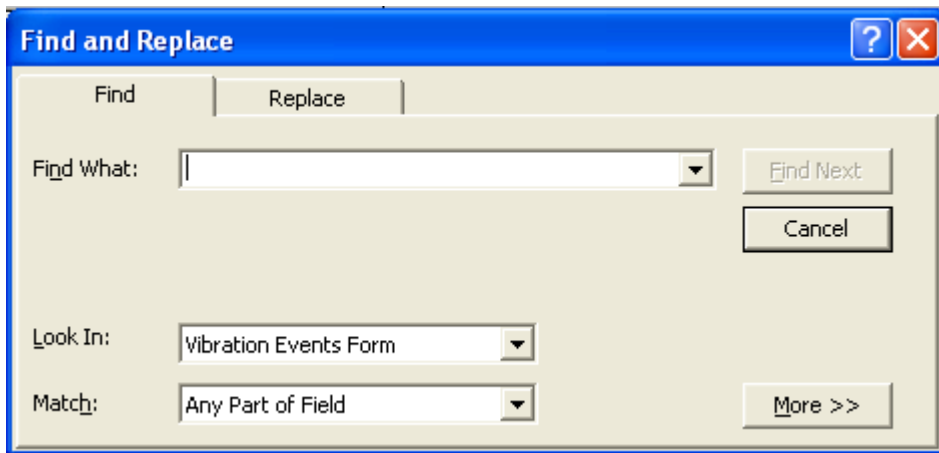 Find and Replace
Find Replace
Find What: Find Next
Cancel
Look In: Vibration Events Form
Match: Any Part of Field More >>